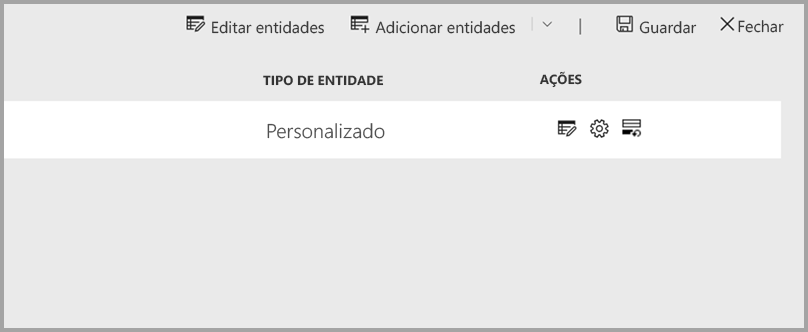 Editar entidades Adicionar entidades | Guardar Fechar
TIPO DE ENTIDADE AÇÕES
Personalizado